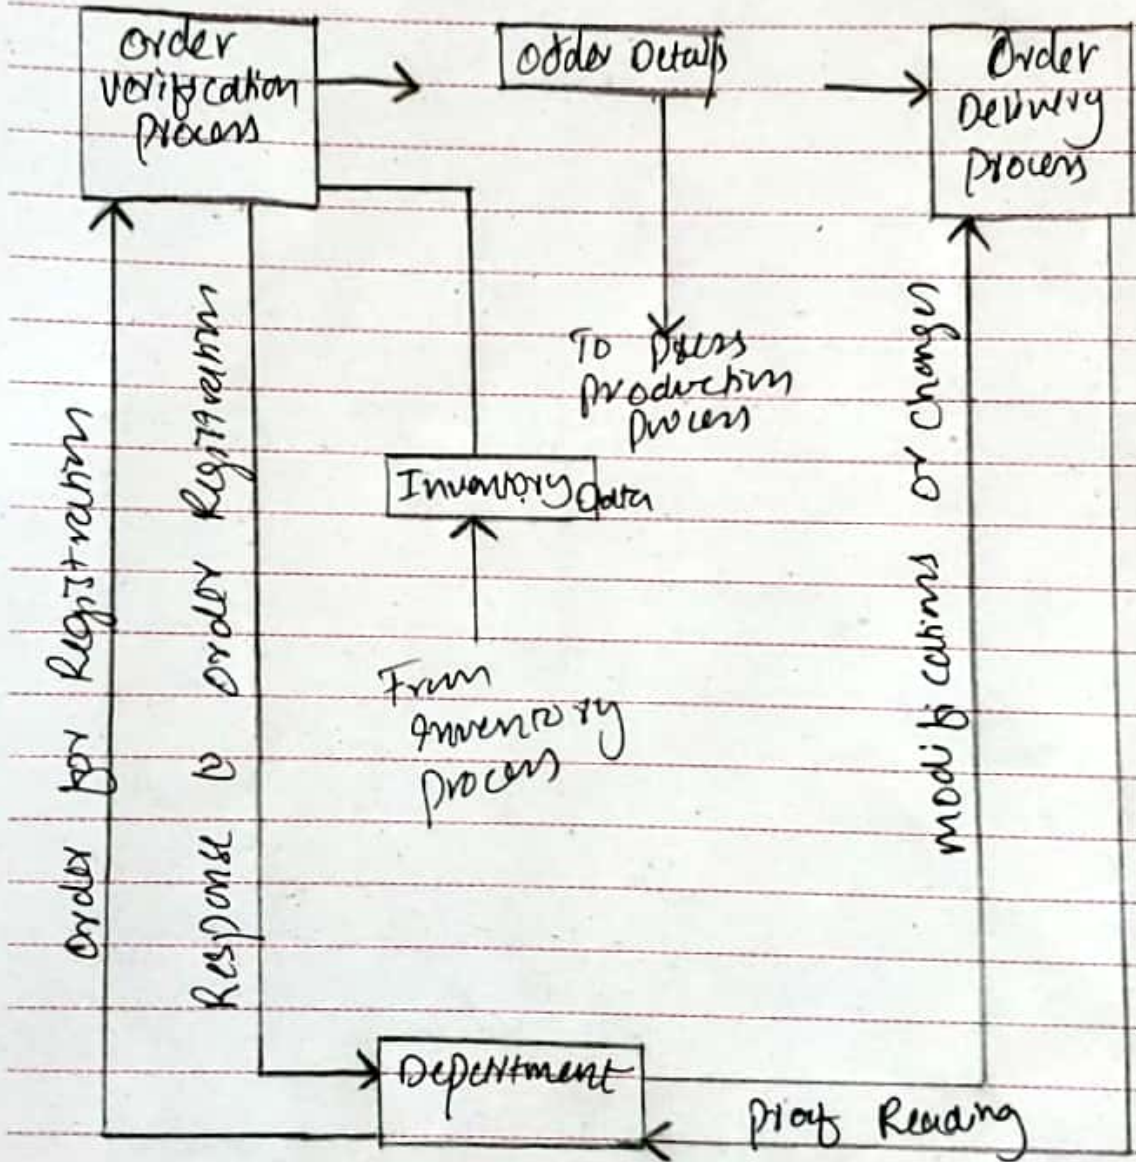 Order
Verification
process
Order Details
Order
Delivery
process
To press
production
process
Inventory Data
From
Inventory
process
Order for Registration
Response to order Registration
modifications or changes
Department
proof Reading